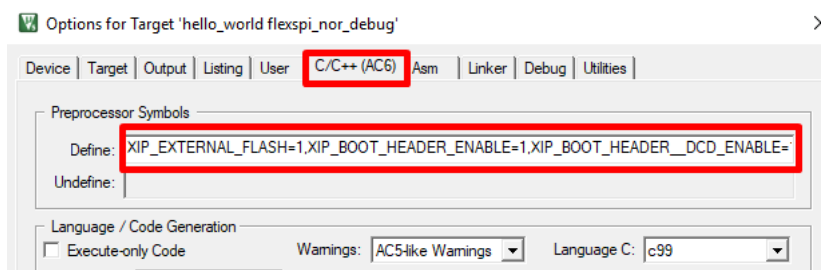 Options for Target 'hello_world flexspi_nor_debug'
Device Target Output Listing User C/C++ (AC6) Asm Linker Debug Utilities
Preprocessor Symbols
Define: XIP_EXTERNAL_FLASH=1,XIP_BOOT_HEADER_ENABLE=1,XIP_BOOT_HEADER__DCD_ENABLE=
Undefine:
Language / Code Generation
Execute-only Code Warnings: AC5-like Warnings Language C: c99